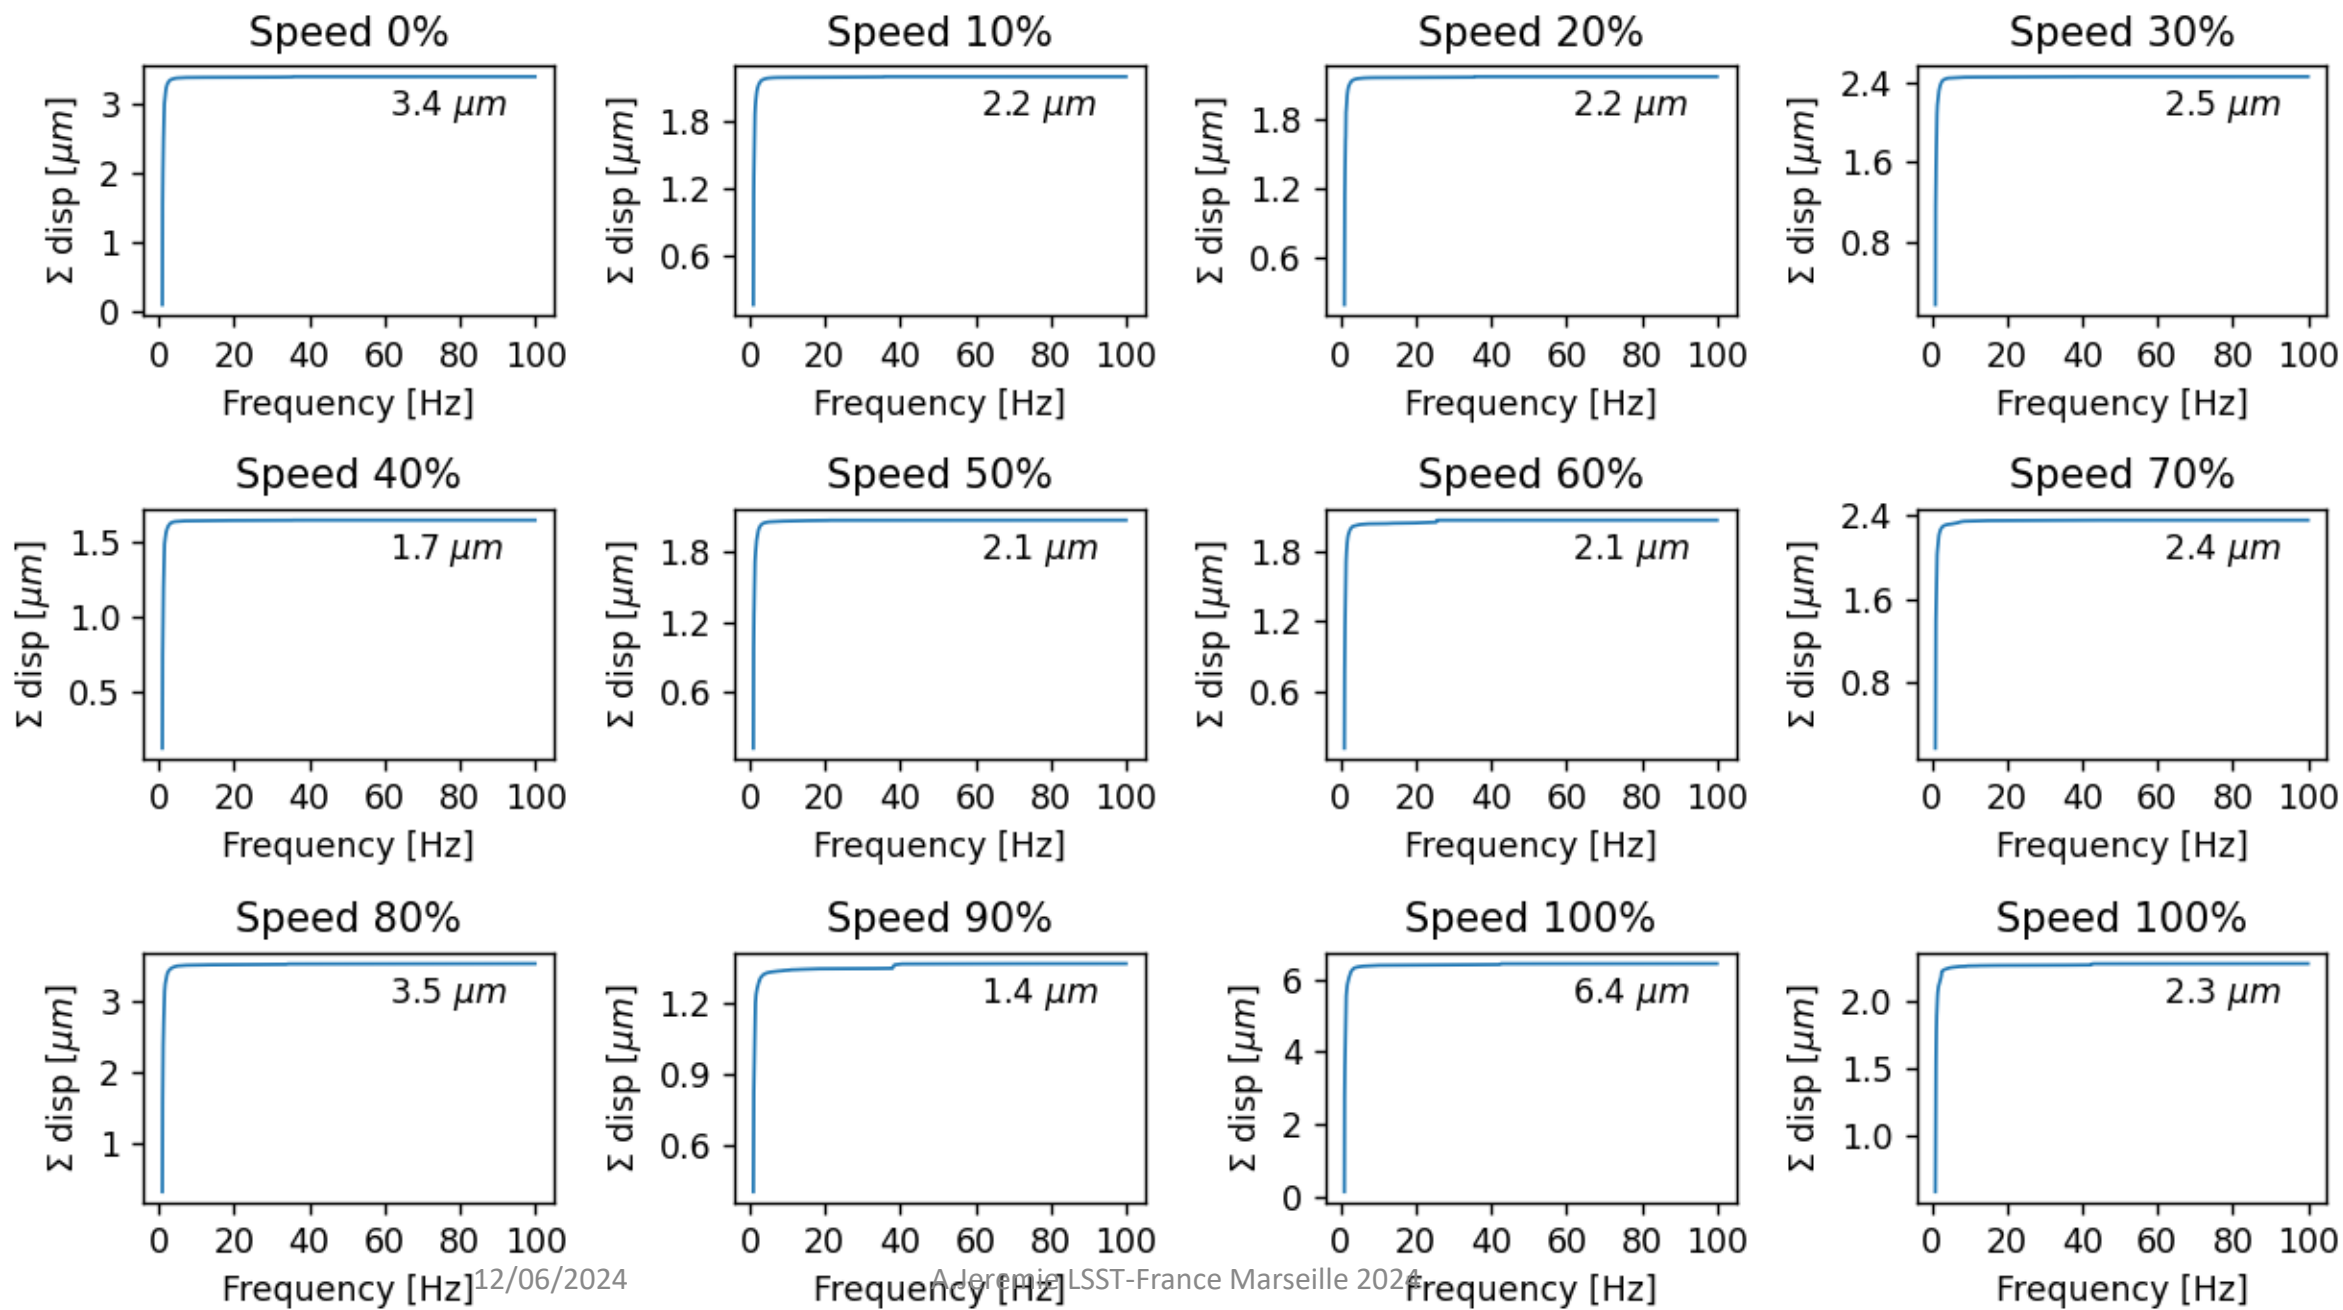 Speed 0%
Speed 10%
Speed 20%
Speed 30%
Σ disp [μm]
3
2
1
0
3.4 μm
Σ disp [μm]
1.8
1.2
0.6
2.2 μm
Σ disp [μm]
1.8
1.2
0.6
2.2 μm
Σ disp [μm]
2.4
1.6
0.8
2.5 μm
0 20 40 60 80 100
0 20 40 60 80 100
0 20 40 60 80 100
0 20 40 60 80 100
Frequency [Hz]
Frequency [Hz]
Frequency [Hz]
Frequency [Hz]
Speed 40%
Speed 50%
Speed 60%
Speed 70%
Σ disp [μm]
1.5
1.0
0.5
1.7 μm
Σ disp [μm]
1.8
1.2
0.6
2.1 μm
Σ disp [μm]
1.8
1.2
0.6
2.1 μm
Σ disp [μm]
2.4
1.6
0.8
2.4 μm
0 20 40 60 80 100
0 20 40 60 80 100
0 20 40 60 80 100
0 20 40 60 80 100
Frequency [Hz]
Frequency [Hz]
Frequency [Hz]
Frequency [Hz]
Speed 80%
Speed 90%
Speed 100%
Speed 100%
Σ disp [μm]
3
2
1
3.5 μm
Σ disp [μm]
1.2
0.9
0.6
1.4 μm
Σ disp [μm]
6
4
2
0
6.4 μm
Σ disp [μm]
2.0
1.5
1.0
2.3 μm
0 20 40 60 80 100
0 20 40 60 80 100
0 20 40 60 80 100
0 20 40 60 80 100
Frequency [Hz]
Frequency [Hz]
Frequency [Hz]
Frequency [Hz]
12/06/2024
A.Jeremie LSST-France Marseille 2024